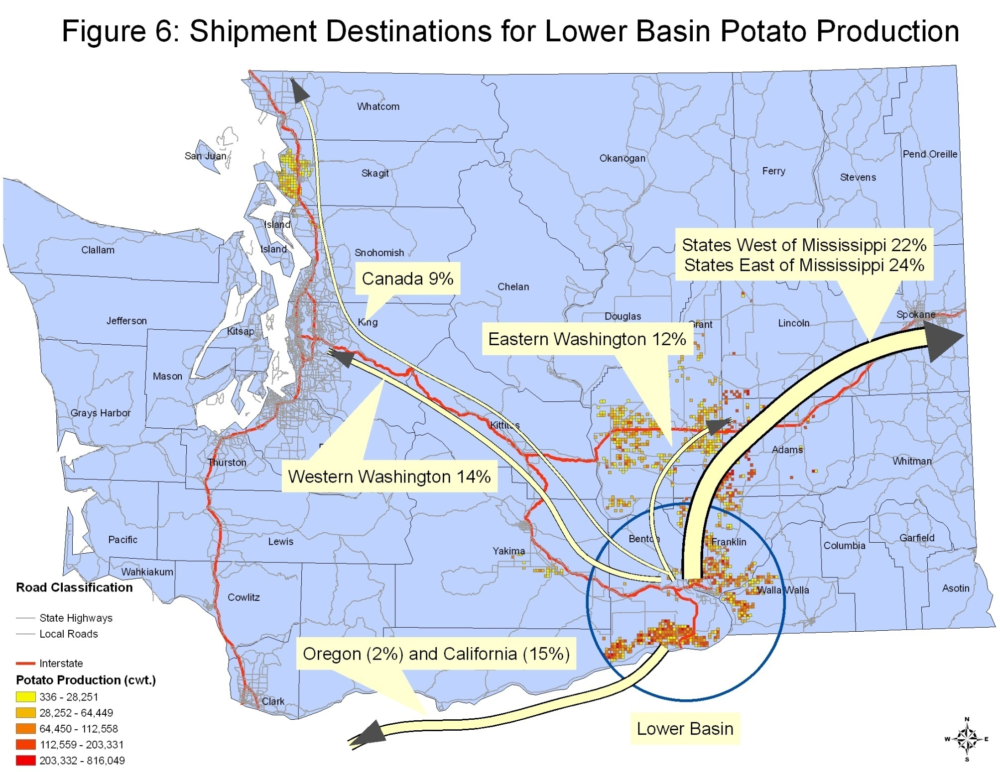 Figure 6: Shipment Destinations for Lower Basin Potato Production
Whatcom
San Juan
Skagit
Okanogan
Ferry
Stevens
Pend Oreille
Island
Island
Clallam
Snohomish
States West of Mississippi 22%
States East of Mississippi 24%
Canada 9%
Chelan
Jefferson
Kitsap
King
Douglas
Grant
Lincoln
Spokane
Eastern Washington 12%
Mason
Grays Harbor
Kittitas
Thurston
Adams
Whitman
Western Washington 14%
Pacific
Lewis
Yakima
Benton
Franklin
Columbia
Garfield
Wahkiakum
Cowlitz
Walla Walla
Asotin
Road Classification
State Highways
Local Roads
Interstate
Oregon (2%) and California (15%)
Potato Production (cwt.)
336 - 28,251
28,252 - 64,449
64,450 - 112,558
112,559 - 203,331
203,332 - 816,049
Clark
Lower Basin
N
W E
S